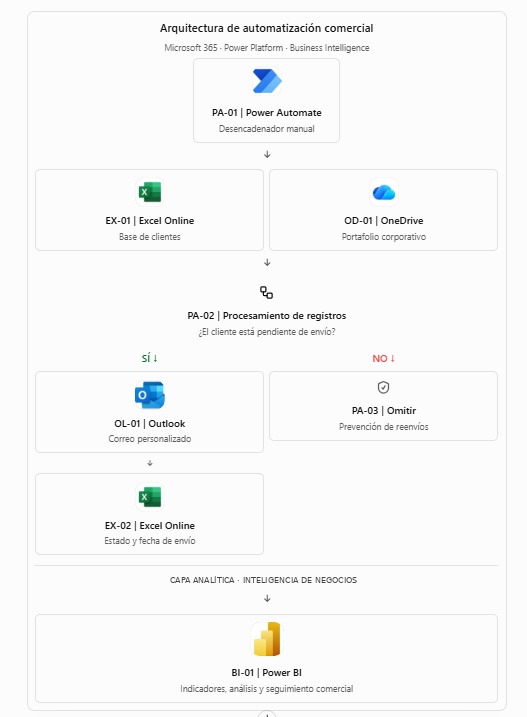 Arquitectura de automatización comercial
Microsoft 365 · Power Platform · Business Intelligence
PA-01 | Power Automate
Desencadenador manual
↓
EX-01 | Excel Online
Base de clientes
OD-01 | OneDrive
Portafolio corporativo
↓
PA-02 | Procesamiento de registros
¿El cliente está pendiente de envío?
SÍ ↓
NO ↓
OL-01 | Outlook
Correo personalizado
PA-03 | Omitir
Prevención de reenvíos
↓
EX-02 | Excel Online
Estado y fecha de envío
CAPA ANALÍTICA · INTELIGENCIA DE NEGOCIOS
↓
BI-01 | Power BI
Indicadores, análisis y seguimiento comercial